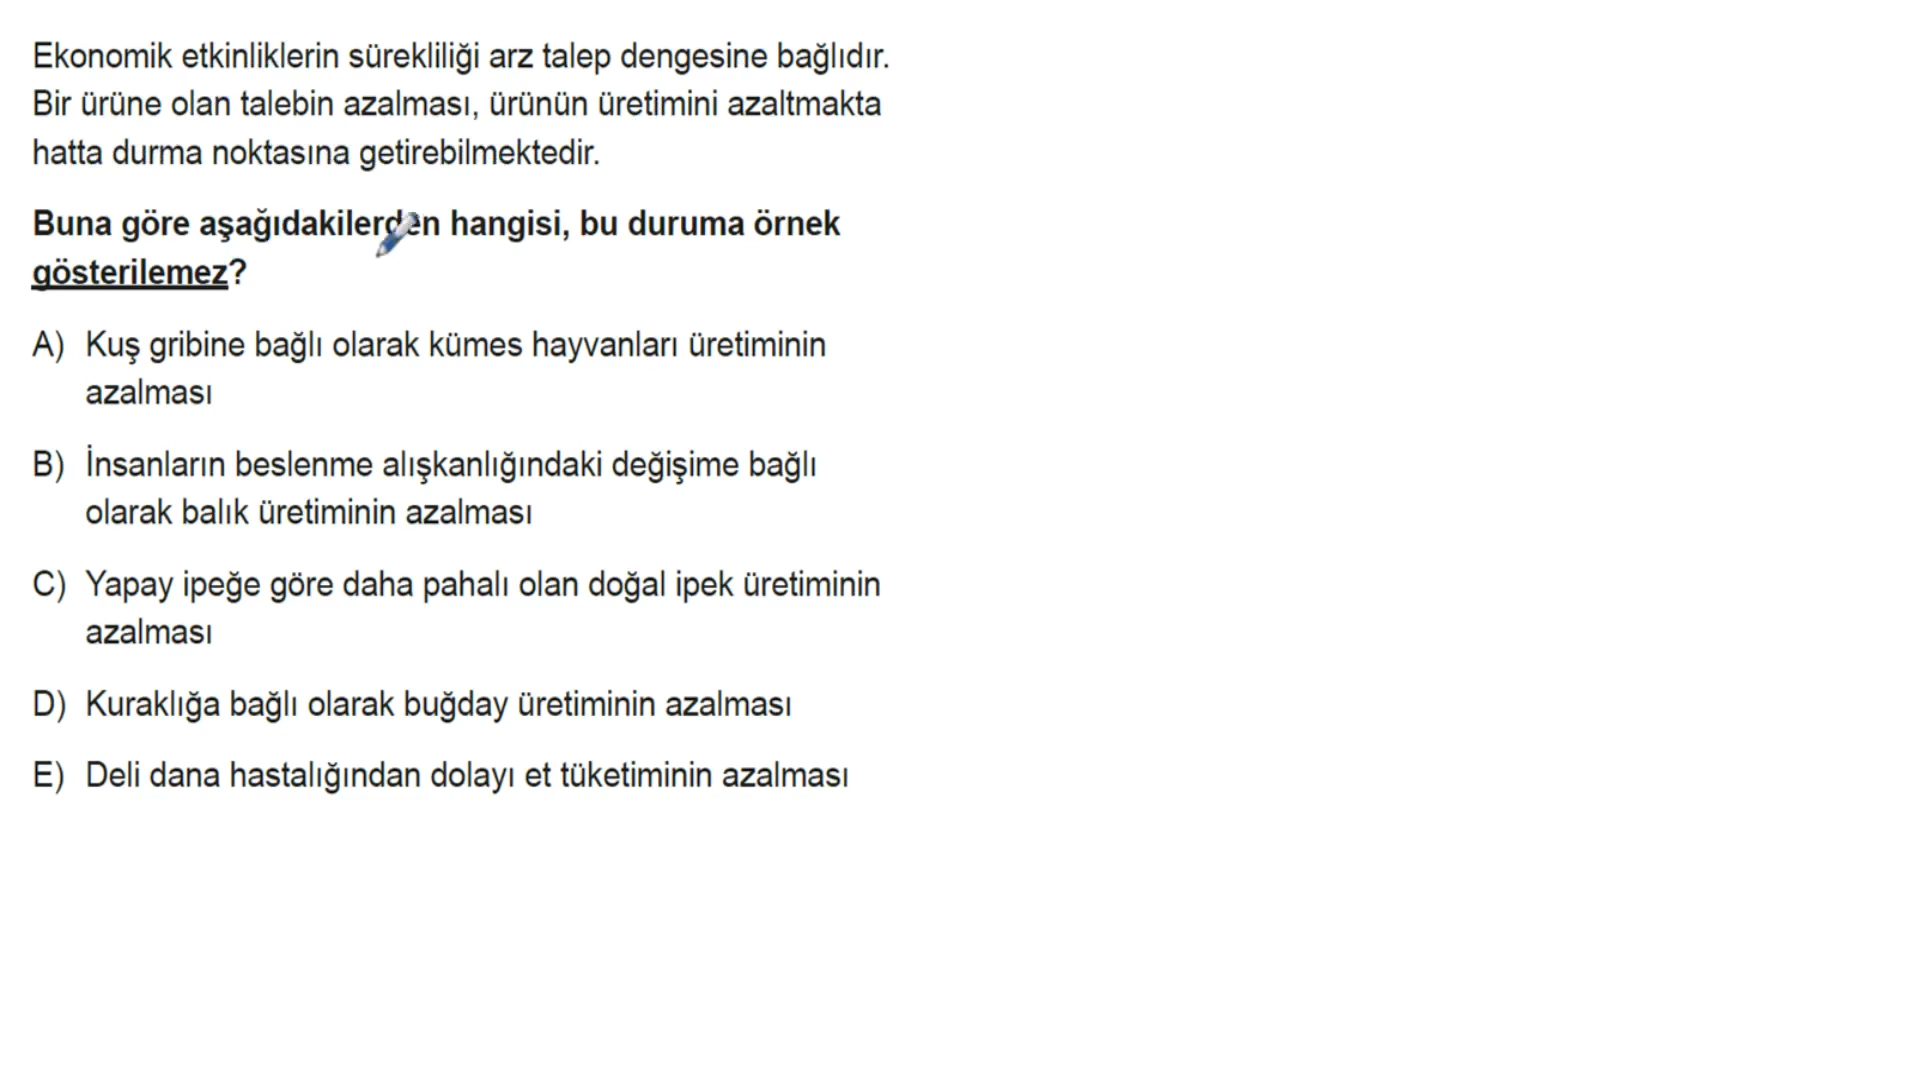 Ekonomik etkinliklerin sürekliliği arz talep dengesine bağlıdır.
Bir ürüne olan talebin azalması, ürünün üretimini azaltmakta
hatta durma noktasına getirebilmektedir.
Buna göre aşağıdakilerden hangisi, bu duruma örnek
gösterilemez?
A) Kuş gribine bağlı olarak kümes hayvanları üretiminin
azalması
B) İnsanların beslenme alışkanlığındaki değişime bağlı
olarak balık üretiminin azalması
C) Yapay ipeğe göre daha pahalı olan doğal ipek üretiminin
azalması
D) Kuraklığa bağlı olarak buğday üretiminin azalması
E) Deli dana hastalığından dolayı et tüketiminin azalması